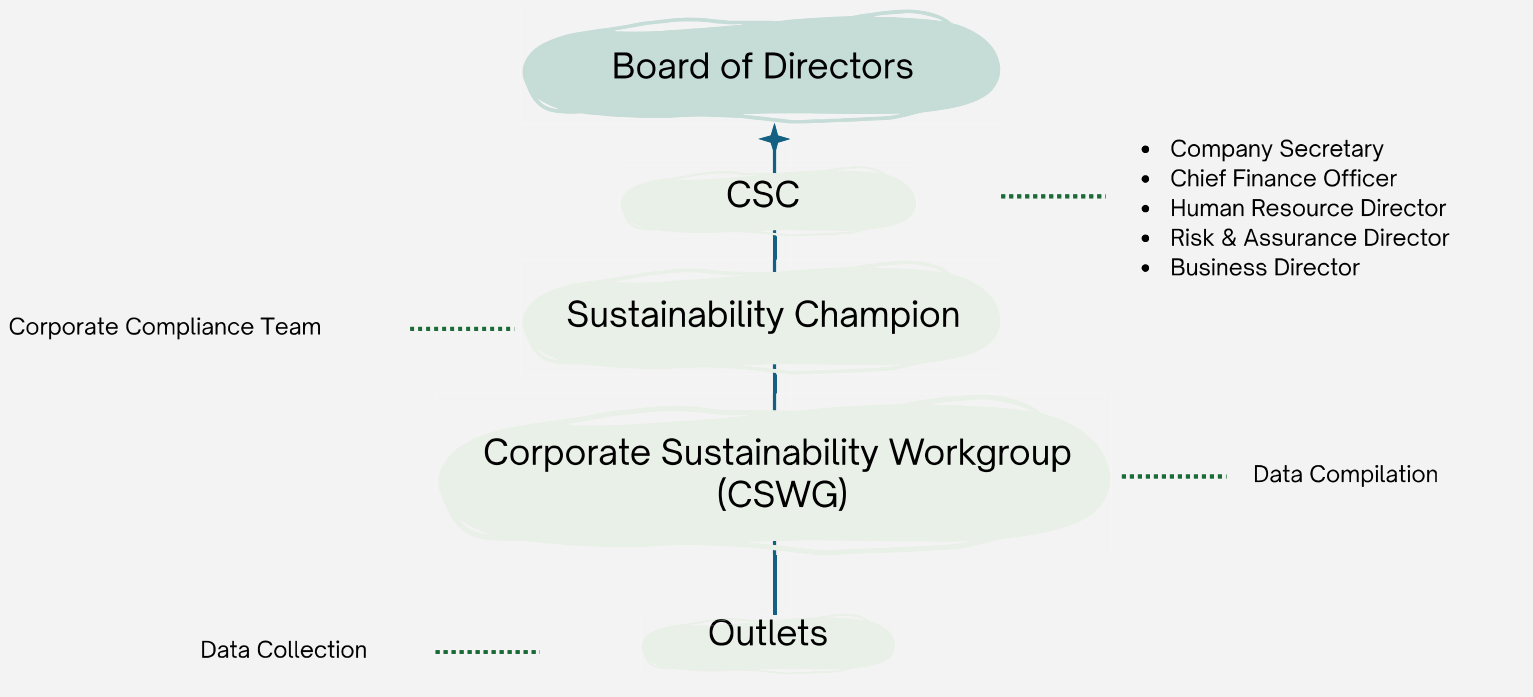 Board of Directors
CSC
• Company Secretary
• Chief Finance Officer
• Human Resource Director
• Risk & Assurance Director
• Business Director
Sustainability Champion
Corporate Compliance Team
Corporate Sustainability Workgroup
(CSWG)
Data Compilation
Outlets
Data Collection